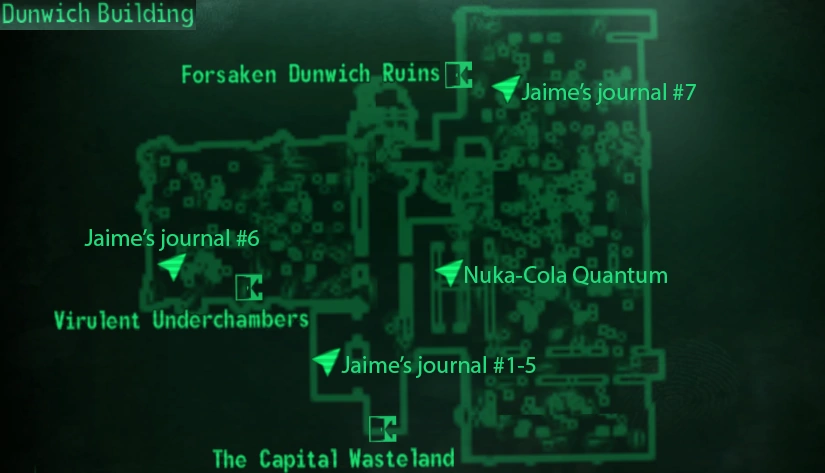 Dunwich Building
Forsaken Dunwich Ruins
Jaime's journal #7
Jaime's journal #6
Nuka-Cola Quantum
Virulent Underchambers
Jaime's journal #1-5
The Capital Wasteland